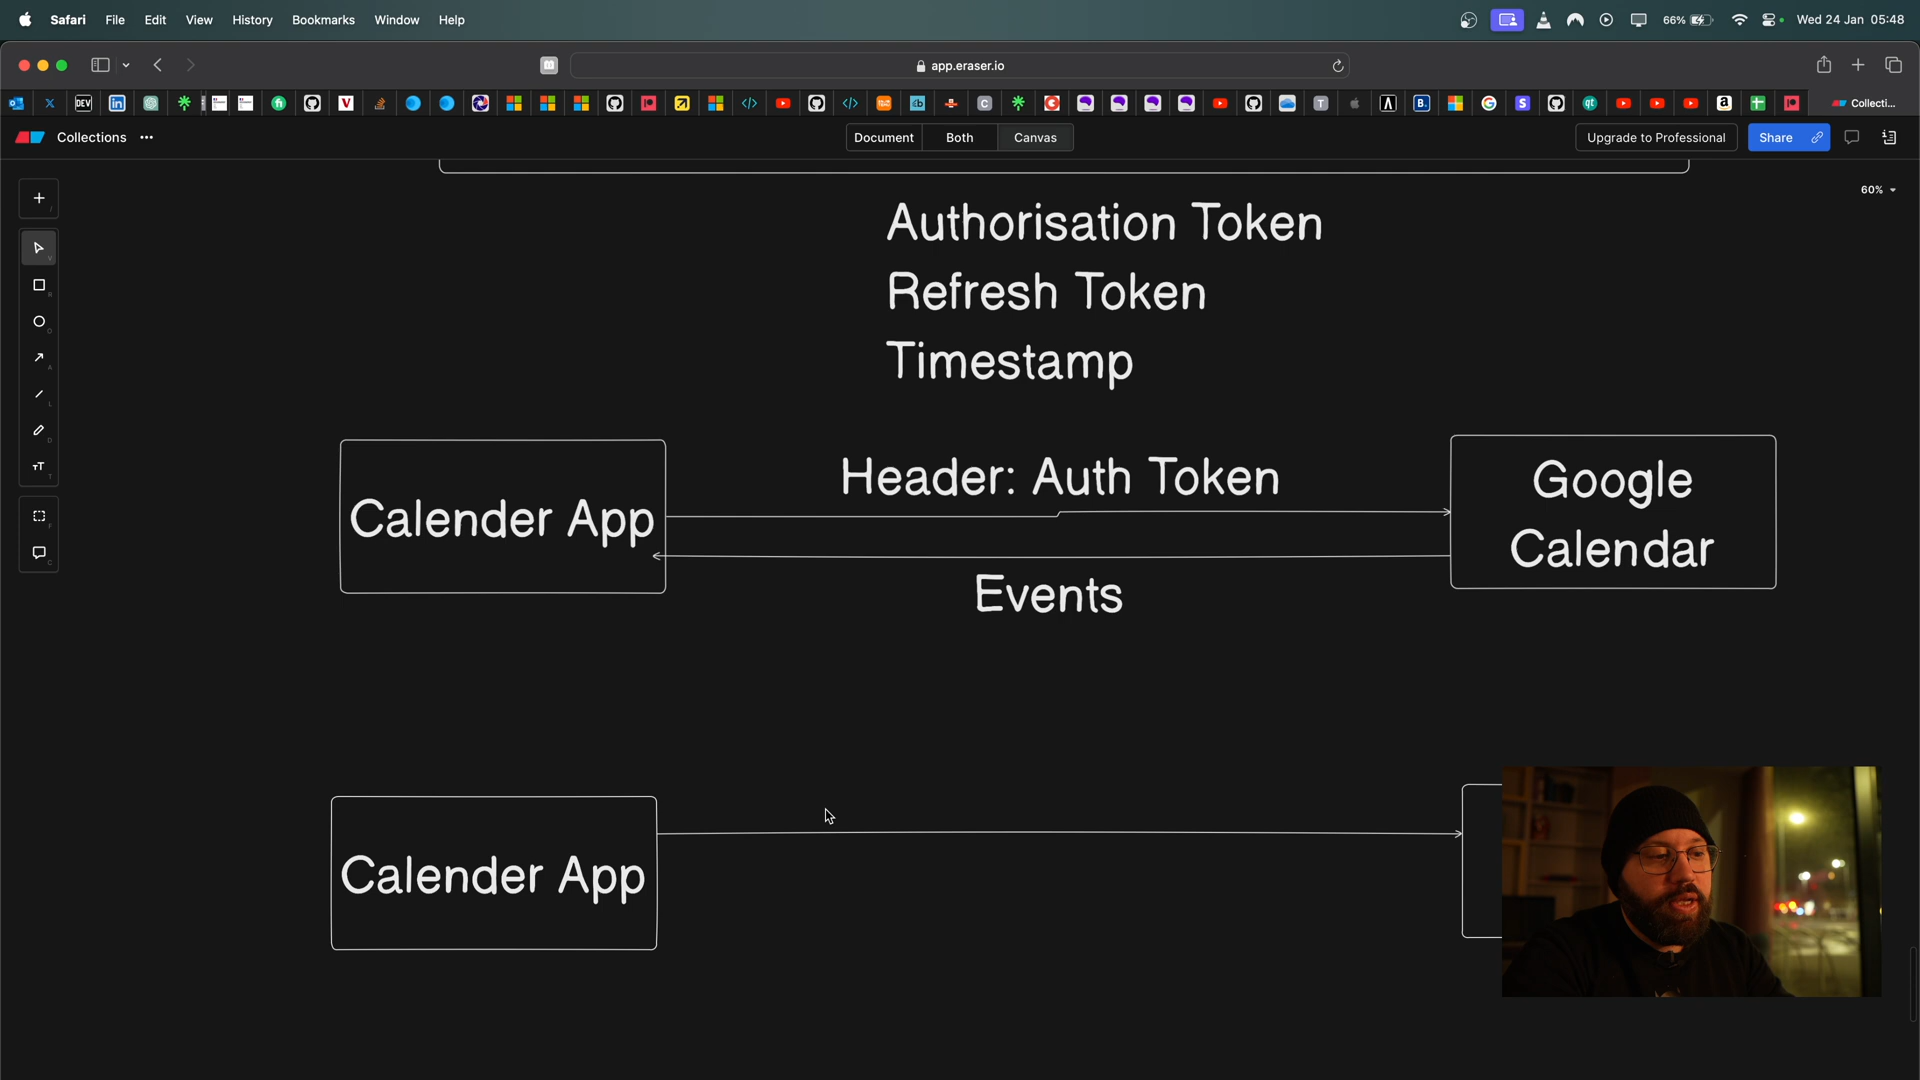 Safari File Edit View History Bookmarks Window Help
66% Wed 24 Jan 05:48
app.eraser.io
Collecti...
Collections
Document Both Canvas
Upgrade to Professional
Share
60%
Authorisation Token
Refresh Token
Timestamp
Calender App
Header: Auth Token
Google
Calendar
Events
Calender App